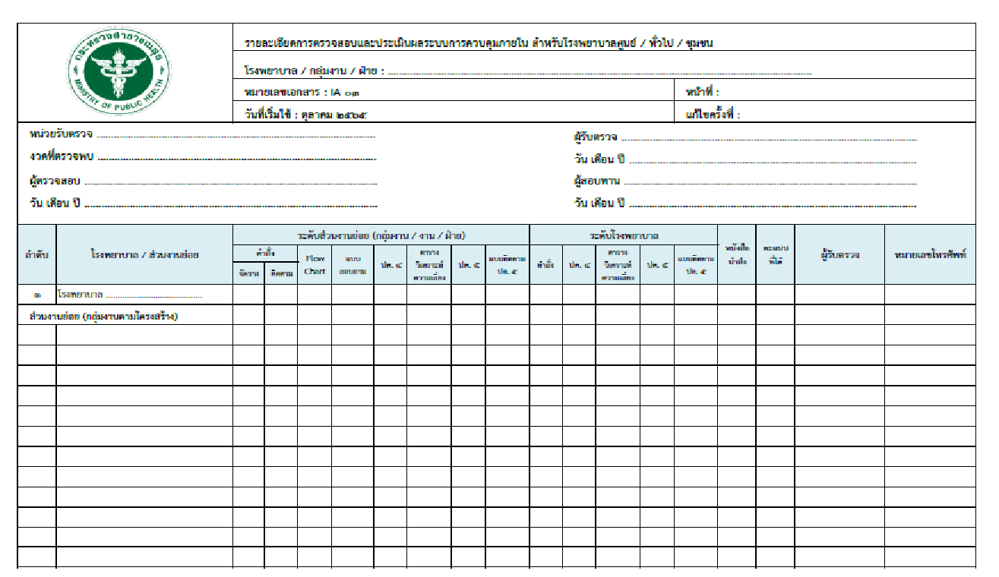 กระทรวงสาธารณสุข
MINISTRY OF PUBLIC HEALTH
รายละเอียดการตรวจสอบและประเมินผลระบบการควบคุมภายใน สำหรับโรงพยาบาลศูนย์ / ทั่วไป / ชุมชน
โรงพยาบาล / กลุ่มงาน / ฝ่าย :
หมายเลขเอกสาร : IA ๐๓ หน้าที่ :
วันที่เริ่มใช้ : ตุลาคม ๒๕๖๕ แก้ไขครั้งที่ :
หน่วยรับตรวจ ผู้รับตรวจ
งวดที่ตรวจพบ วัน เดือน ปี
ผู้ตรวจสอบ ผู้สอบทาน
วัน เดือน ปี วัน เดือน ปี
ลำดับ โรงพยาบาล / ส่วนงานย่อย ระดับส่วนงานย่อย (กลุ่มงาน / งาน / ฝ่าย) ระดับโรงพยาบาล หนังสือนำส่ง คะแนนที่ได้ ผู้รับตรวจ หมายเลขโทรศัพท์
คำสั่ง Flow Chart แบบสอบถาม ปค. ๔ ตารางวิเคราะห์ความเสี่ยง ปค. ๕ แบบติดตาม ปค. ๕ คำสั่ง ปค. ๔ ตารางวิเคราะห์ความเสี่ยง ปค. ๕ แบบติดตาม ปค. ๕
จัดวาง ติดตาม
๑ โรงพยาบาล
ส่วนงานย่อย (กลุ่มงานตามโครงสร้าง)